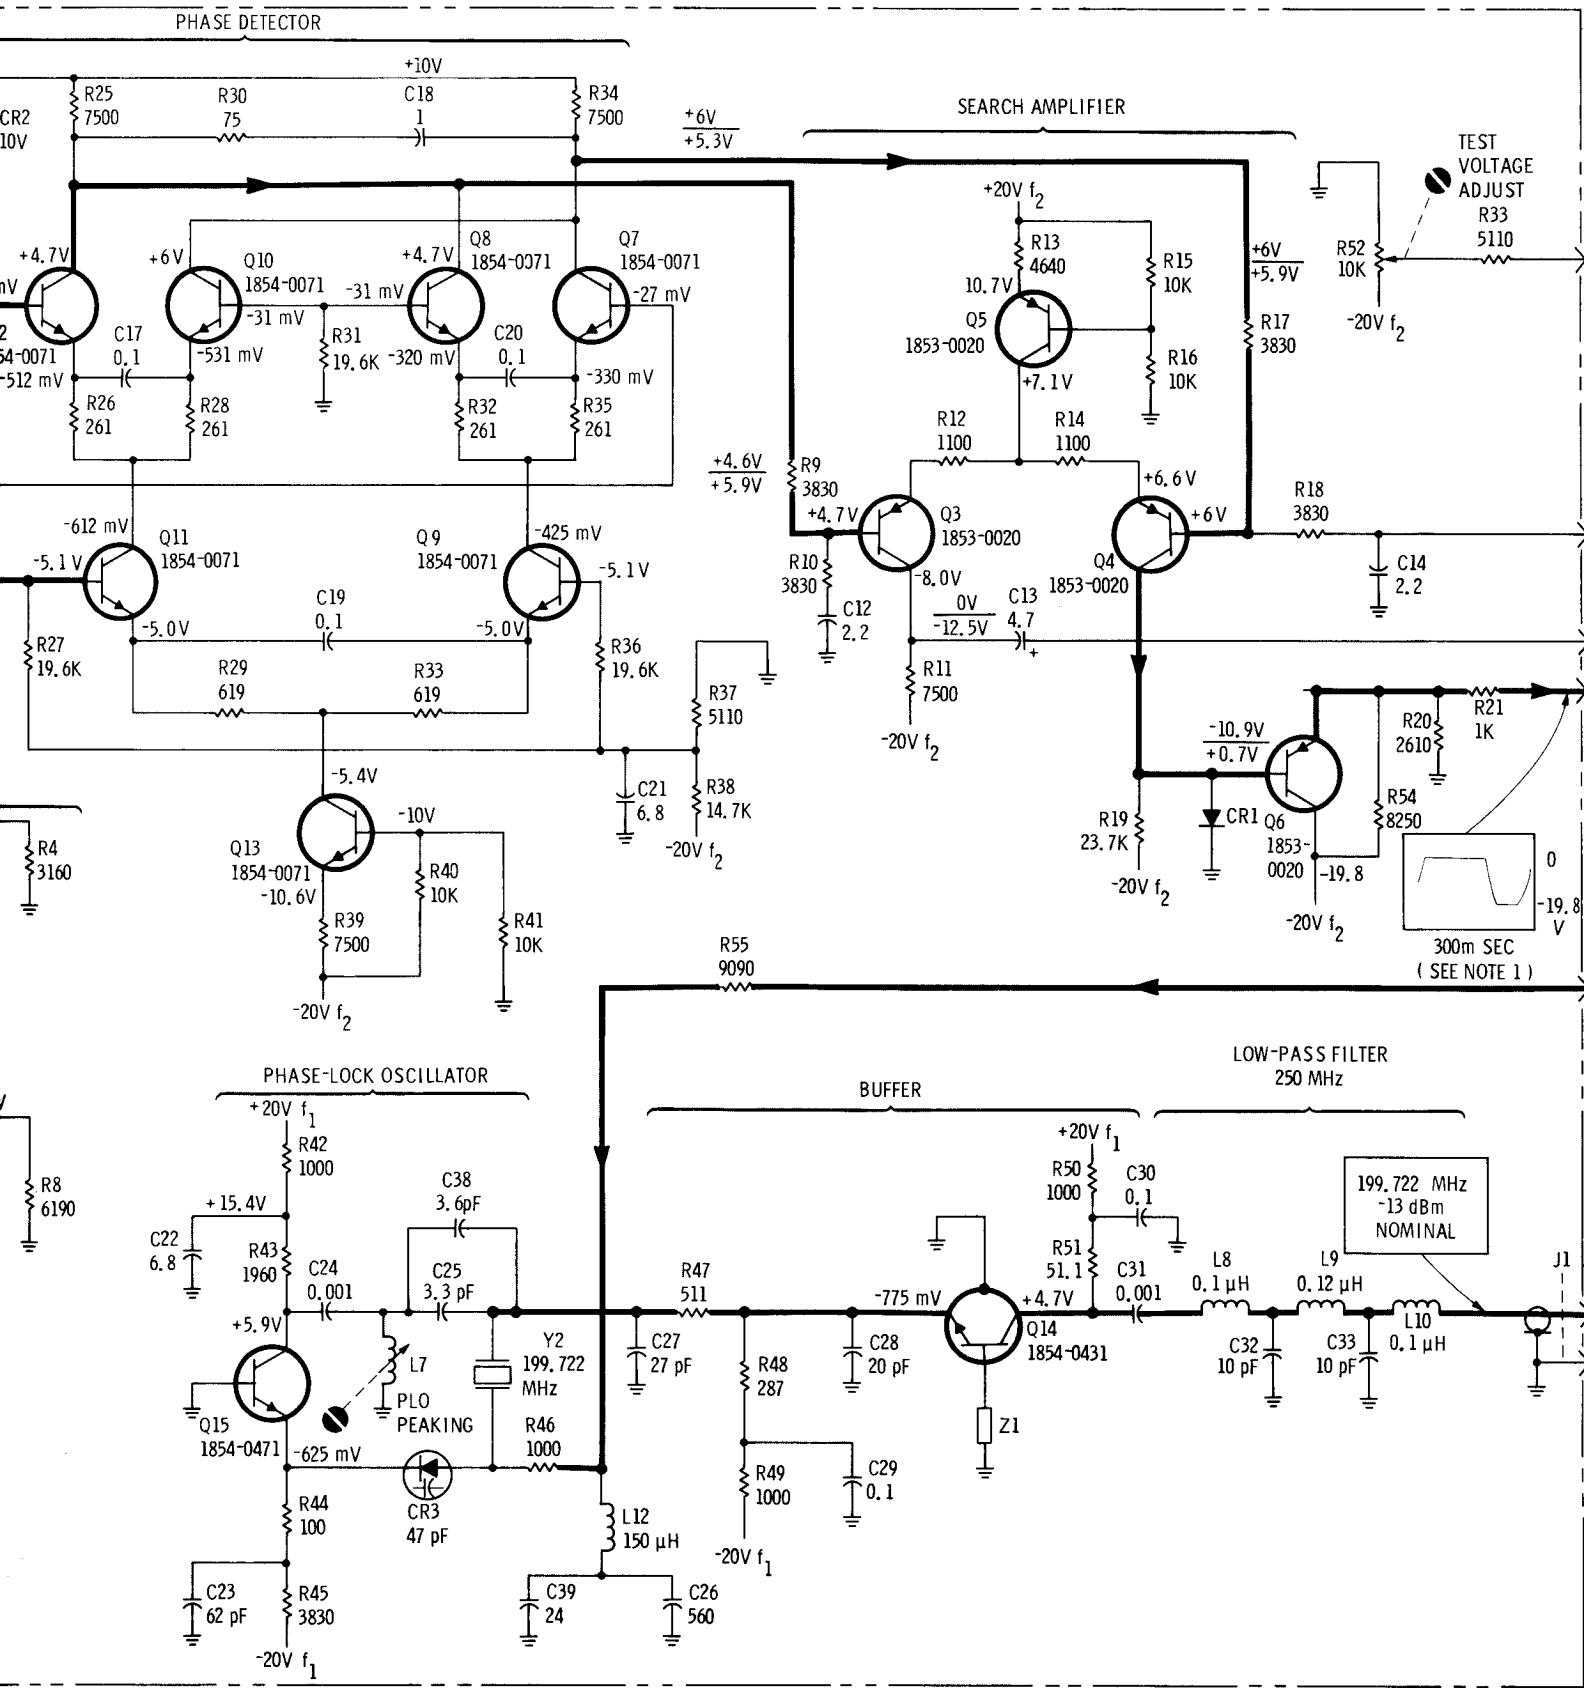 PHASE DETECTOR
+10V
CR2
10V
R25
7500
R30
75
C18
1
R34
7500
+6V
+5.3V
SEARCH AMPLIFIER
TEST
VOLTAGE
ADJUST
R33
5110
R52
10K
-20V f2
+20V f2
R13
4640
R15
10K
10.7V
Q5
1853-0020
R16
10K
+7.1V
+6V
+5.9V
R17
3830
+4.7V
+6V
Q10
1854-0071
-31 mV
-31 mV
+4.7V
Q8
1854-0071
Q7
1854-0071
-27 mV
C17
0.1
-531 mV
R31
19.6K
-320 mV
C20
0.1
-330 mV
-512 mV
R26
261
R28
261
R32
261
R35
261
R12
1100
R14
1100
+4.6V
+5.9V
R9
3830
+4.7V
Q3
1853-0020
+6.6V
+6V
Q4
1853-0020
R18
3830
C14
2.2
R10
3830
C12
2.2
-8.0V
0V
-12.5V
C13
4.7
+
R11
7500
-20V f2
-612 mV
Q11
1854-0071
-5.1V
-5.0V
C19
0.1
-425 mV
Q9
1854-0071
-5.1V
-5.0V
R27
19.6K
R29
619
R33
619
R36
19.6K
R37
5110
C21
6.8
R38
14.7K
-20V f2
-5.4V
-10V
Q13
1854-0071
-10.6V
R39
7500
R40
10K
R41
10K
-20V f2
R4
3160
-10.9V
+0.7V
R19
23.7K
-20V f2
CR1
Q6
1853-
0020
-19.8
-20V f2
R20
2610
R21
1K
R54
8250
0
-19.8
V
300m SEC
( SEE NOTE 1 )
R55
9090
PHASE-LOCK OSCILLATOR
BUFFER
LOW-PASS FILTER
250 MHz
+20V f1
R42
1000
+15.4V
C22
6.8
R43
1960
C24
0.001
C38
3.6pF
C25
3.3 pF
+5.9V
L7
PLO
PEAKING
Q15
1854-0471
-625 mV
Y2
199.722
MHz
R46
1000
CR3
47 pF
R44
100
C23
62 pF
R45
3830
-20V f1
R8
6190
L12
150 µH
C39
24
C26
560
C27
27 pF
R47
511
R48
287
C28
20 pF
-775 mV
R49
1000
C29
0.1
-20V f1
+20V f1
R50
1000
C30
0.1
R51
51.1
C31
0.001
+4.7V
Q14
1854-0431
Z1
L8
0.1 µH
C32
10 pF
L9
0.12 µH
C33
10 pF
L10
0.1 µH
199.722 MHz
-13 dBm
NOMINAL
J1